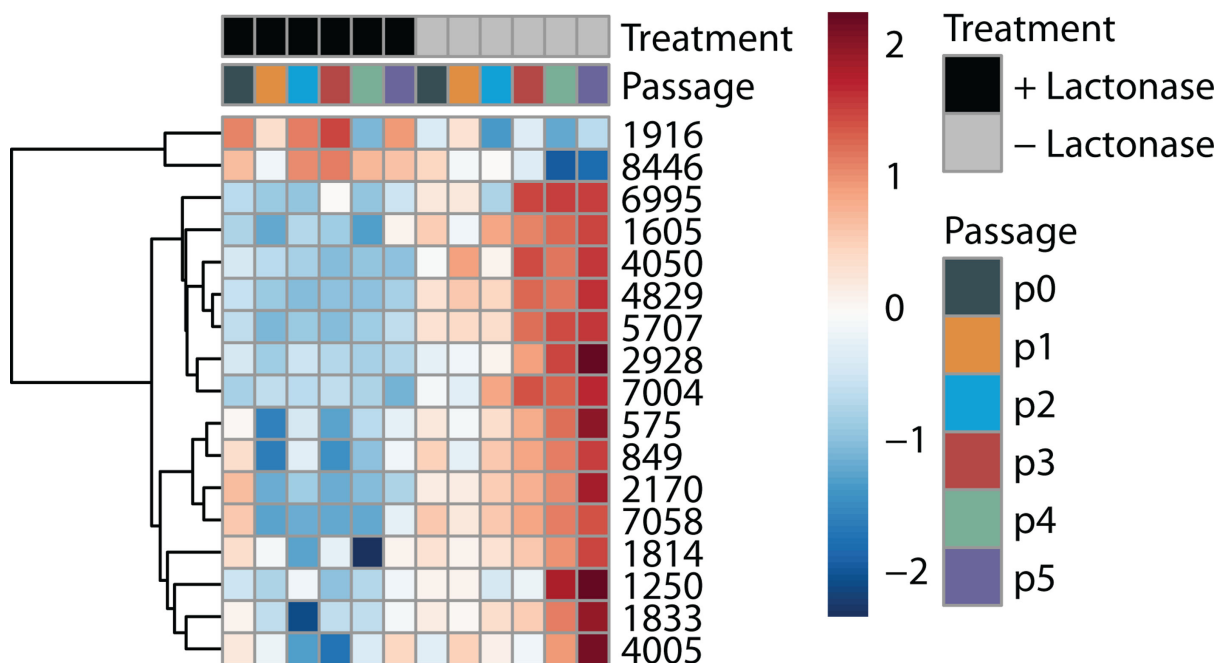 Treatment
Passage
1916
8446
6995
1605
4050
4829
5707
2928
7004
575
849
2170
7058
1814
1250
1833
4005
2
1
0
−1
−2
Treatment
+ Lactonase
− Lactonase
Passage
p0
p1
p2
p3
p4
p5